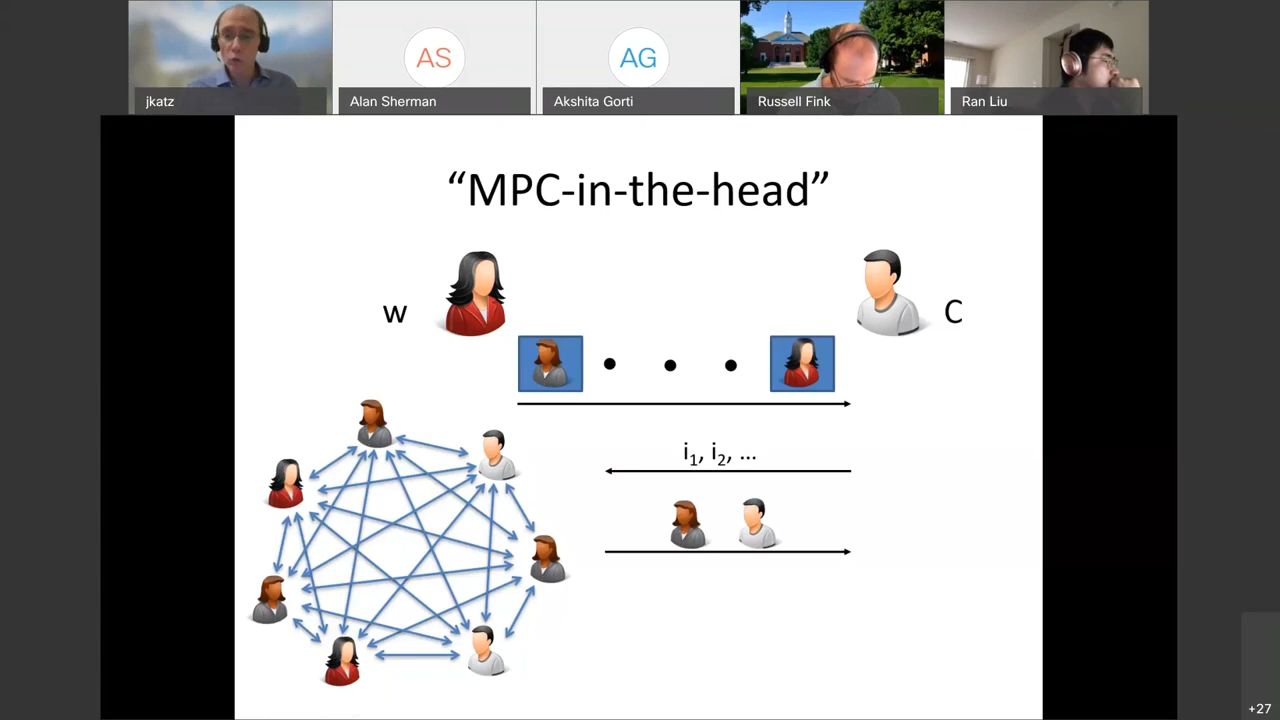 AS
AG
jkatz
Alan Sherman
Akshita Gorti
Russell Fink
Ran Liu
“MPC-in-the-head”
w
C
i1, i2, ...
+27